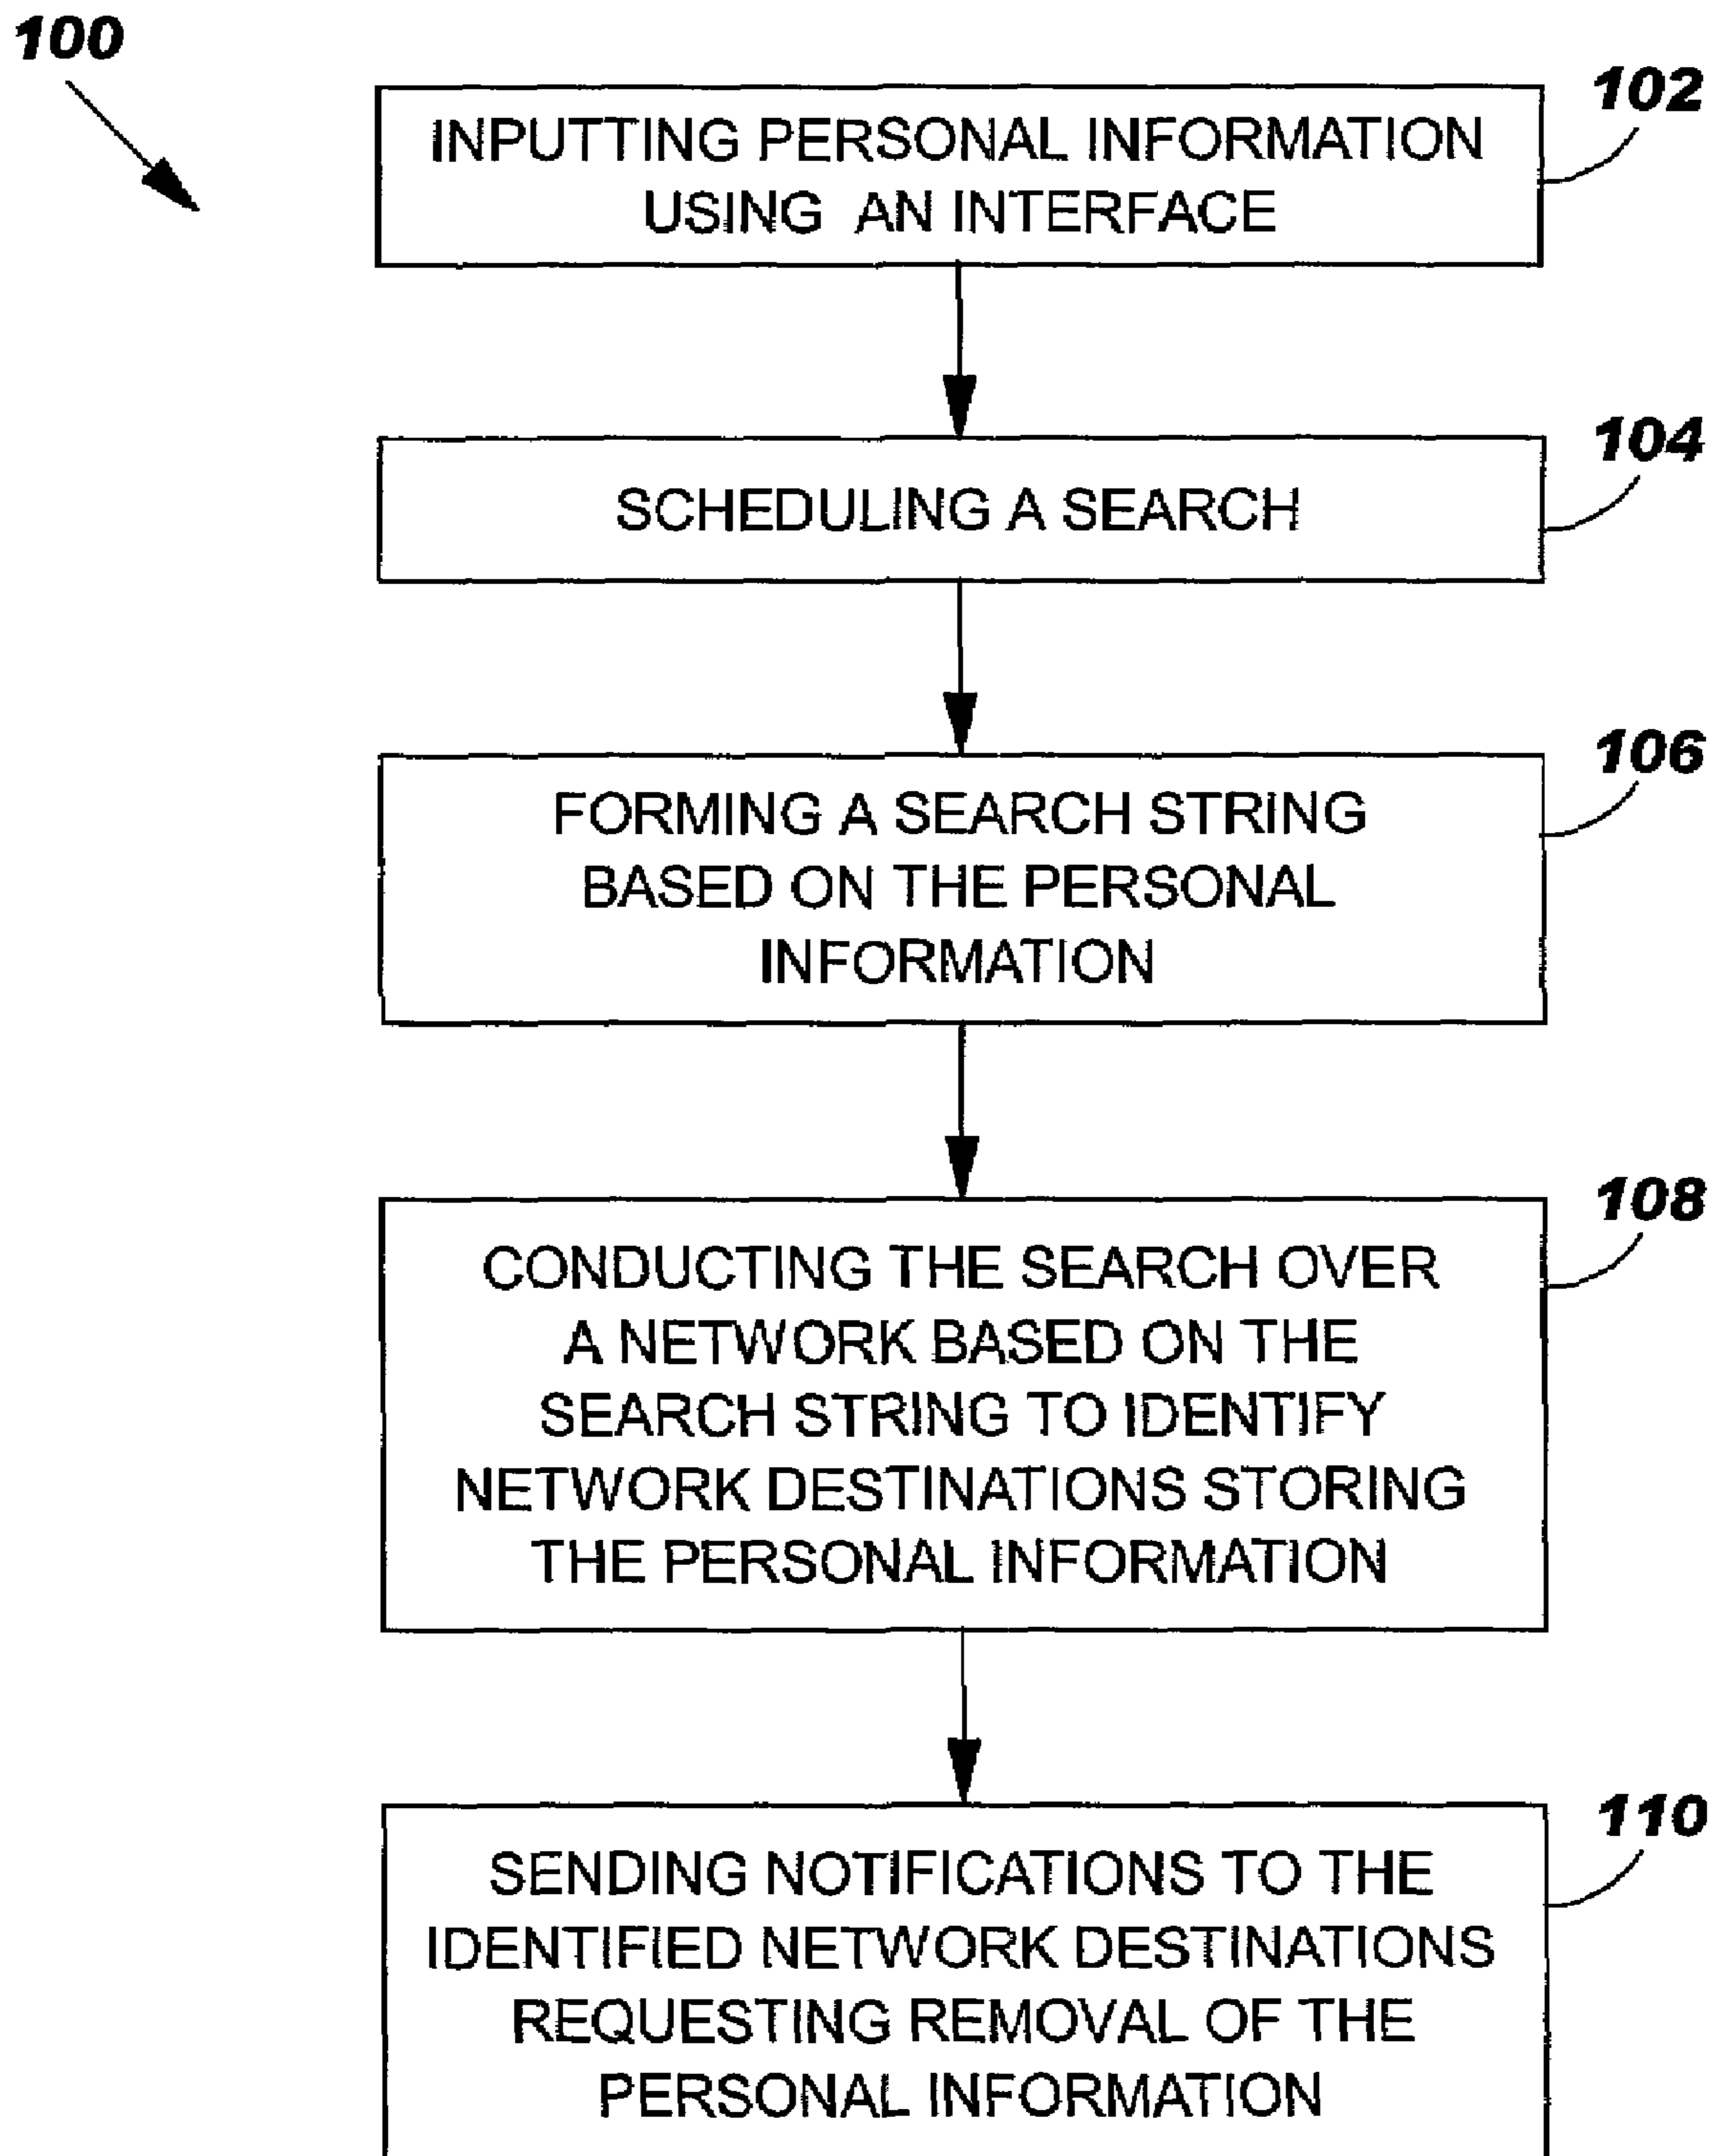 100
102
INPUTTING PERSONAL INFORMATION
USING AN INTERFACE
104
SCHEDULING A SEARCH
106
FORMING A SEARCH STRING
BASED ON THE PERSONAL
INFORMATION
108
CONDUCTING THE SEARCH OVER
A NETWORK BASED ON THE
SEARCH STRING TO IDENTIFY
NETWORK DESTINATIONS STORING
THE PERSONAL INFORMATION
110
SENDING NOTIFICATIONS TO THE
IDENTIFIED NETWORK DESTINATIONS
REQUESTING REMOVAL OF THE
PERSONAL INFORMATION